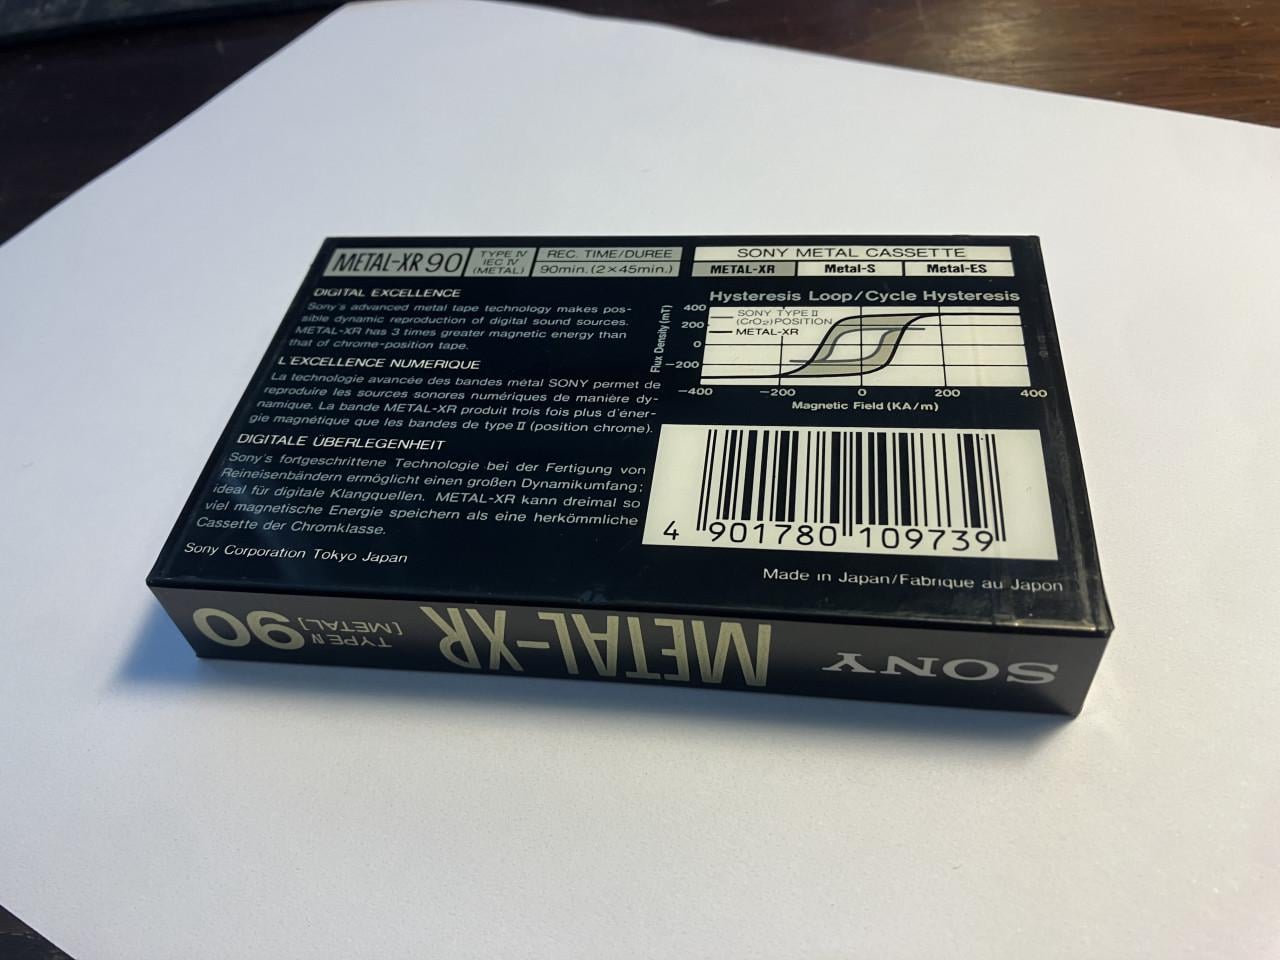 METAL-XR 90
TYPE IV
IEC IV
(METAL)
REC. TIME/DUREE
90min. (2×45min.)
DIGITAL EXCELLENCE
Sony's advanced metal tape technology makes pos-
sible dynamic reproduction of digital sound sources.
METAL-XR has 3 times greater magnetic energy than
that of chrome-position tape.
L'EXCELLENCE NUMERIQUE
La technologie avancée des bandes métal SONY permet de
reproduire les sources sonores numériques de manière dy-
namique. La bande METAL-XR produit trois fois plus d'éner-
gie magnétique que les bandes de type II (position chrome).
DIGITALE ÜBERLEGENHEIT
Sony's fortgeschrittene Technologie bei der Fertigung von
Reineisenbändern ermöglicht einen großen Dynamikumfang;
ideal für digitale Klangquellen. METAL-XR kann dreimal so
viel magnetische Energie speichern als eine herkömmliche
Cassette der Chromklasse.
Sony Corporation Tokyo Japan
SONY METAL CASSETTE
METAL-XR Metal-S Metal-ES
Hysteresis Loop/Cycle Hysteresis
Flux Density (mT)
400
200
0
−200
SONY TYPE II
(CrO₂) POSITION
METAL-XR
−400 −200 0 200 400
Magnetic Field (KA/m)
4 901780 109739
Made in Japan/Fabrique au Japon
SONY METAL-XR TYPE IV (METAL) 90